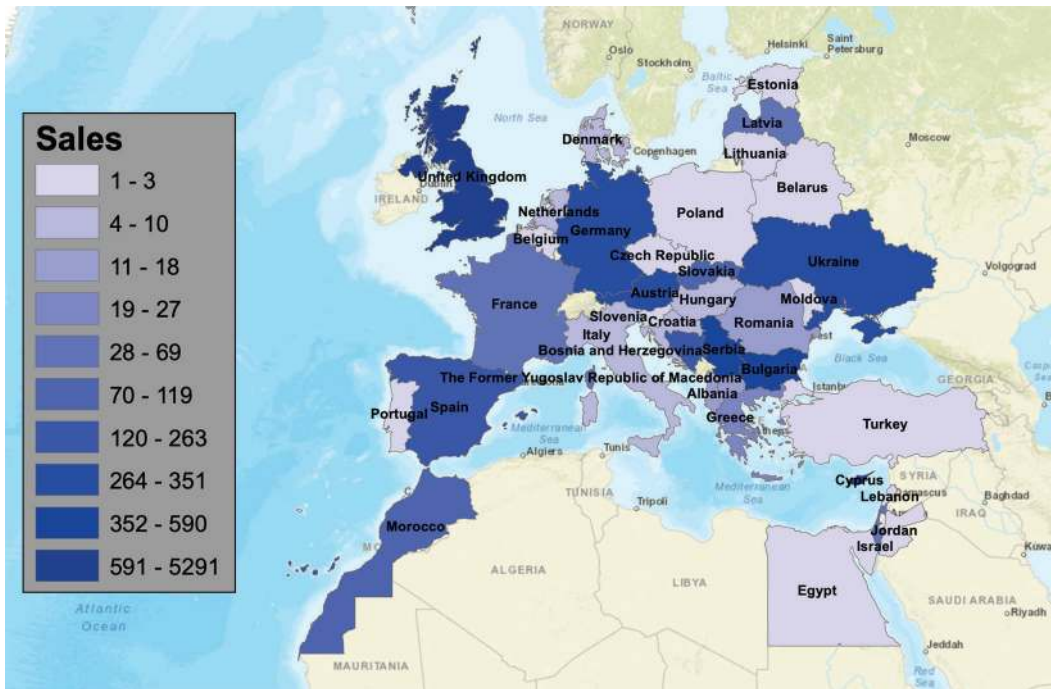 NORWAY
Oslo
Stockholm
Helsinki
Saint
Petersburg
Baltic
Sea
North Sea
Moscow
Estonia
Latvia
Lithuania
Belarus
Denmark
Copenhagen
United Kingdom
Dublin
IRELAND
Netherlands
Belgium
Germany
Poland
Czech Republic
Slovakia
Ukraine
Volgograd
Austria
Hungary
Moldova
France
Slovenia
Croatia
Romania
Italy
Bosnia and Herzegovina
Serbia
Bulgaria
Black Sea
GEORGIA
The Former Yugoslav Republic of Macedonia
Istanbul
Albania
Greece
Athens
Portugal
Spain
Turkey
Mediterranean
Sea
Algiers
Tunis
TUNISIA
Tripoli
Mediterranean
Sea
Cyprus
SYRIA
Lebanon
Damascus
Baghdad
IRAQ
Jordan
Israel
Morocco
ALGERIA
LIBYA
Egypt
SAUDI ARABIA
Riyadh
Jeddah
Red
Sea
MAURITANIA
Atlantic
Ocean
Sales
1 - 3
4 - 10
11 - 18
19 - 27
28 - 69
70 - 119
120 - 263
264 - 351
352 - 590
591 - 5291